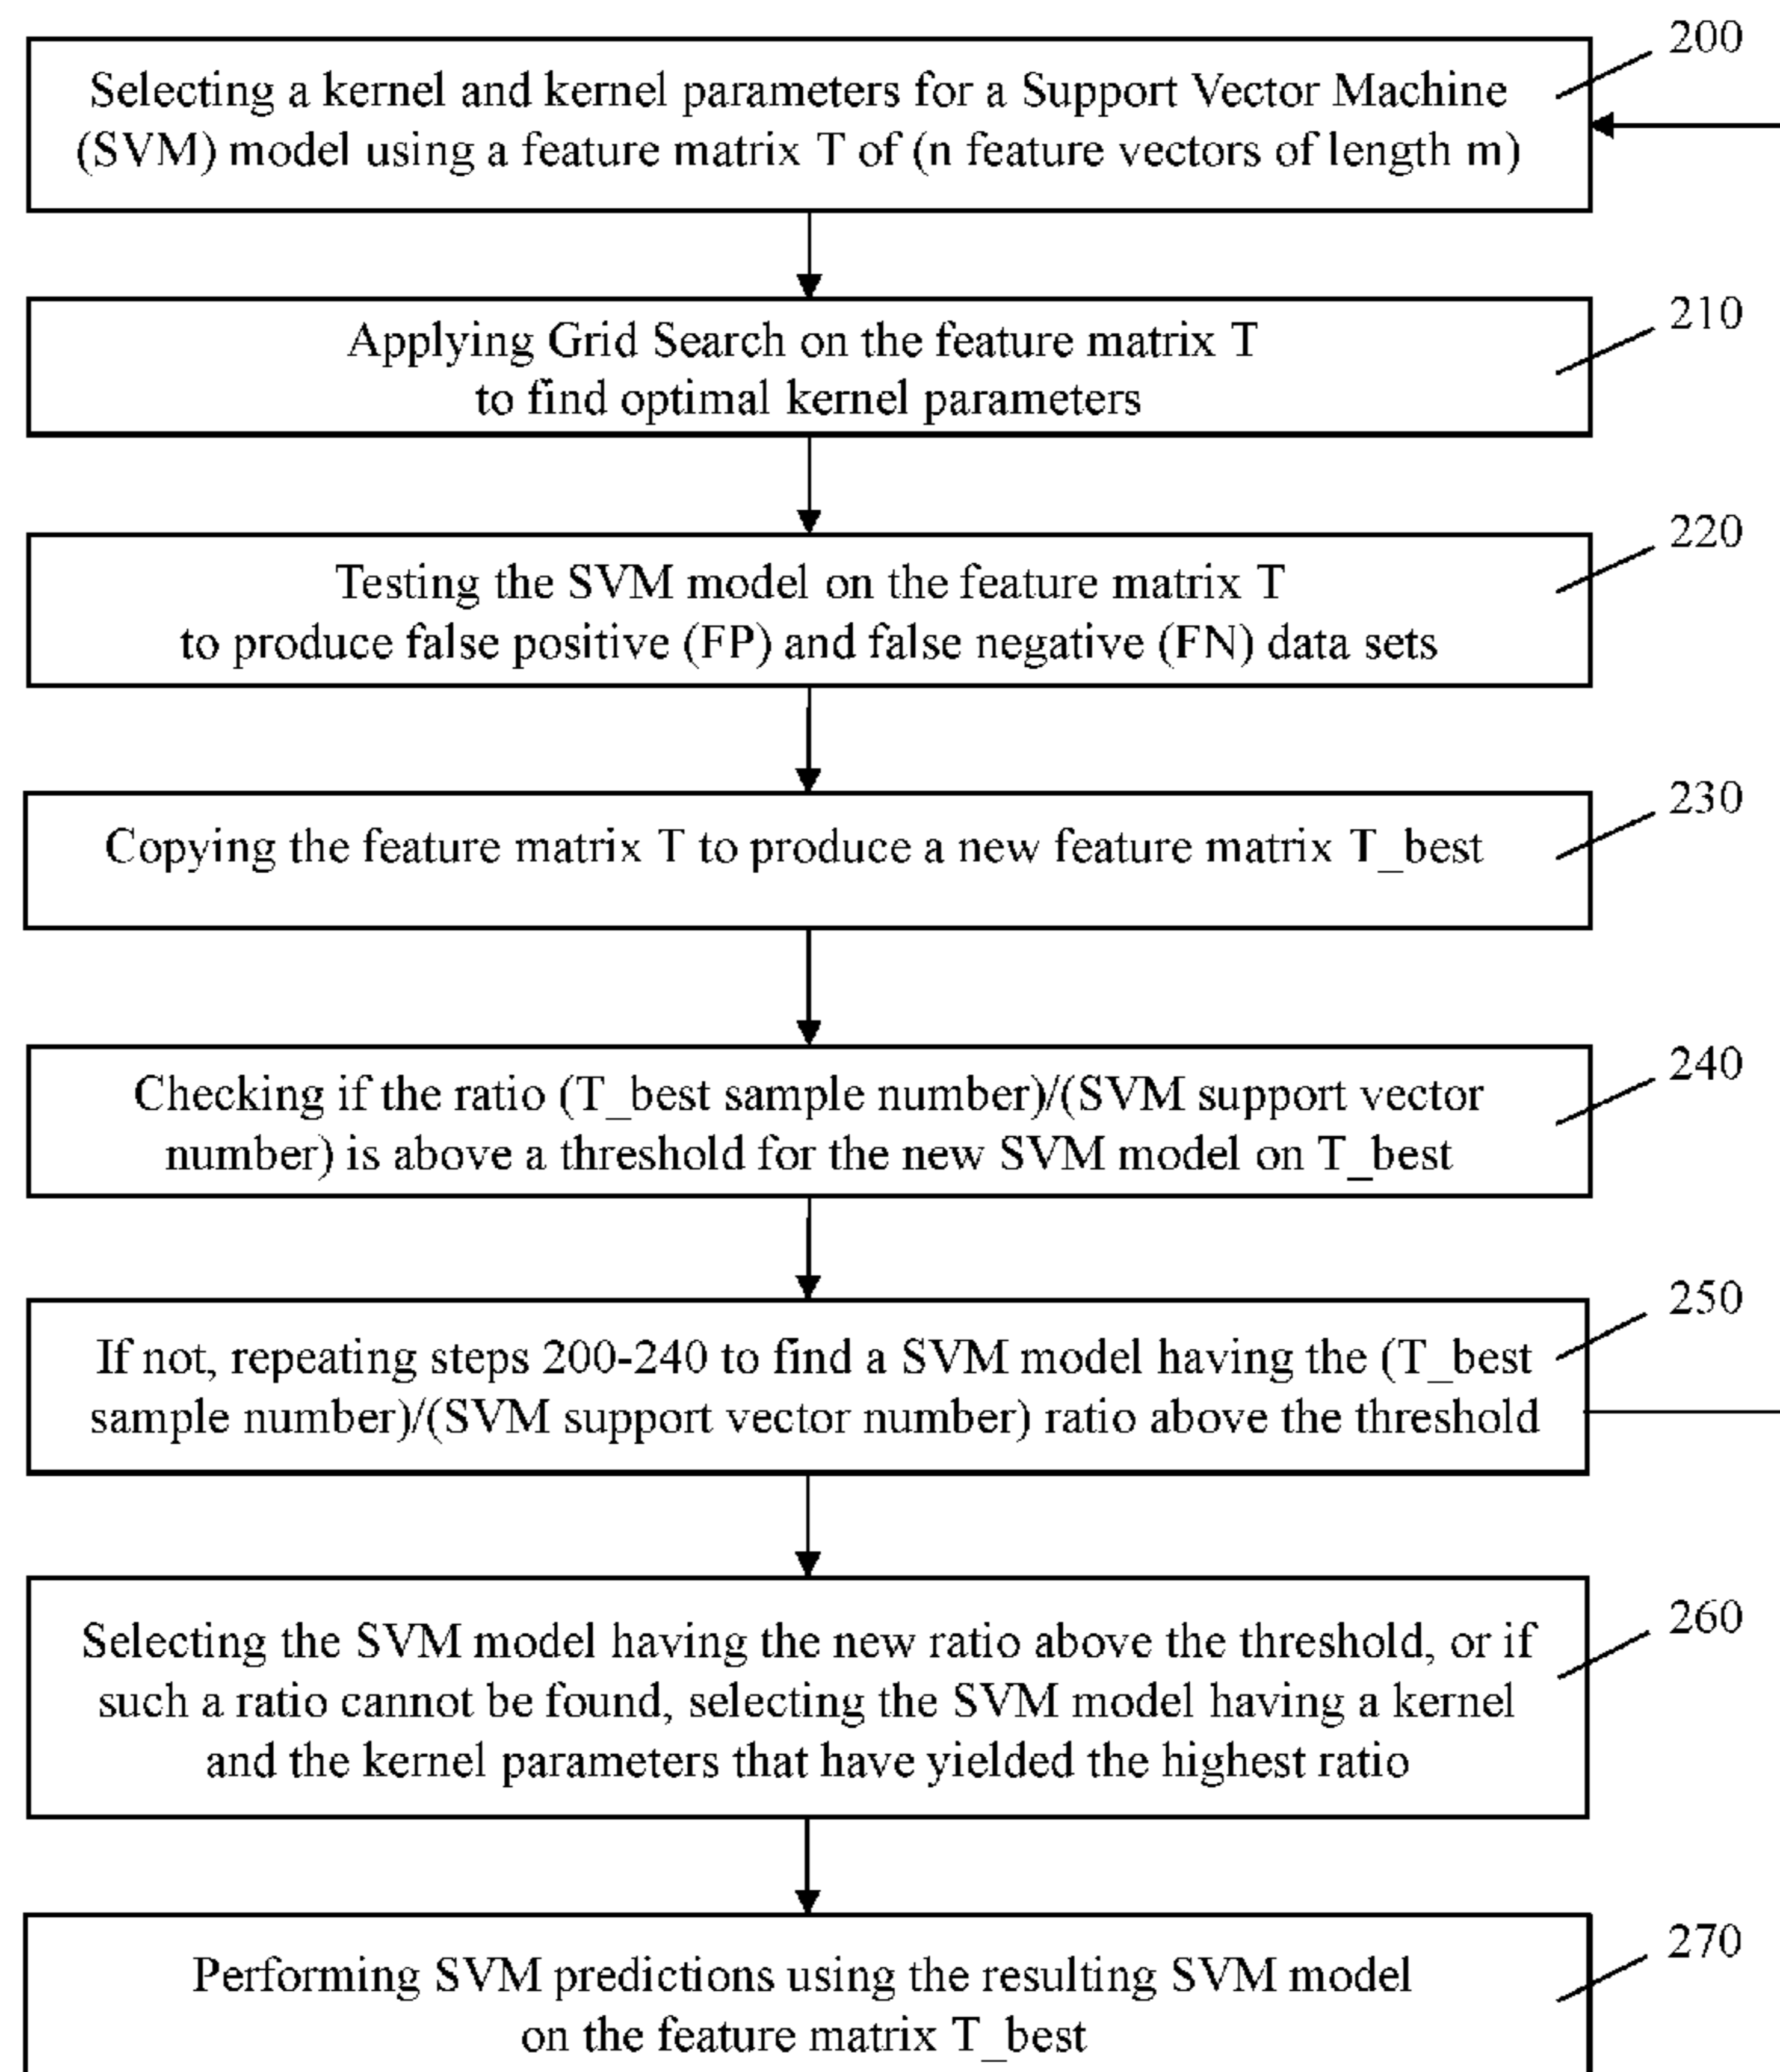 200
Selecting a kernel and kernel parameters for a Support Vector Machine
(SVM) model using a feature matrix T of (n feature vectors of length m)
210
Applying Grid Search on the feature matrix T
to find optimal kernel parameters
220
Testing the SVM model on the feature matrix T
to produce false positive (FP) and false negative (FN) data sets
230
Copying the feature matrix T to produce a new feature matrix T_best
240
Checking if the ratio (T_best sample number)/(SVM support vector
number) is above a threshold for the new SVM model on T_best
250
If not, repeating steps 200-240 to find a SVM model having the (T_best
sample number)/(SVM support vector number) ratio above the threshold
260
Selecting the SVM model having the new ratio above the threshold, or if
such a ratio cannot be found, selecting the SVM model having a kernel
and the kernel parameters that have yielded the highest ratio
270
Performing SVM predictions using the resulting SVM model
on the feature matrix T_best